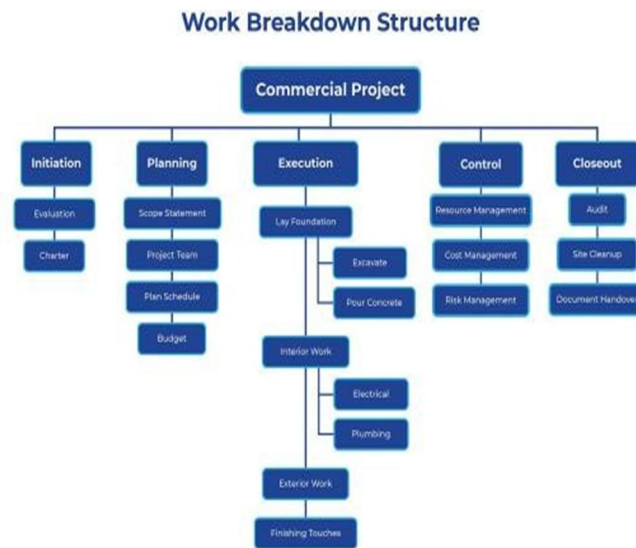 Work Breakdown Structure
Commercial Project
Initiation
Planning
Execution
Control
Closeout
Evaluation
Charter
Scope Statement
Project Team
Plan Schedule
Budget
Lay Foundation
Excavate
Pour Concrete
Interior Work
Electrical
Plumbing
Exterior Work
Finishing Touches
Resource Management
Cost Management
Risk Management
Audit
Site Cleanup
Document Handover